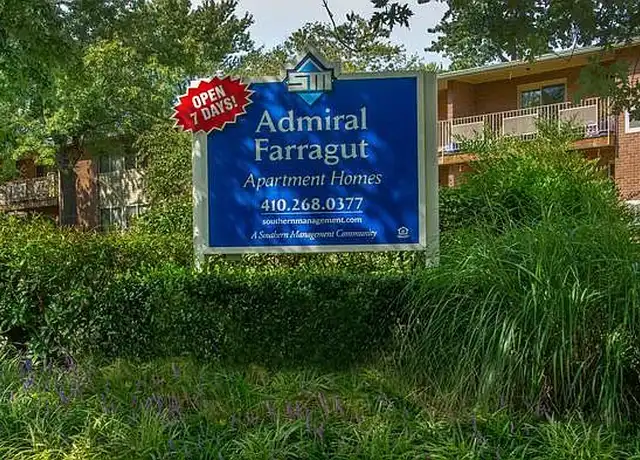 SM
OPEN
7 DAYS!
Admiral
Farragut
Apartment Homes
410.268.0377
southernmanagement.com
A Southern Management Community